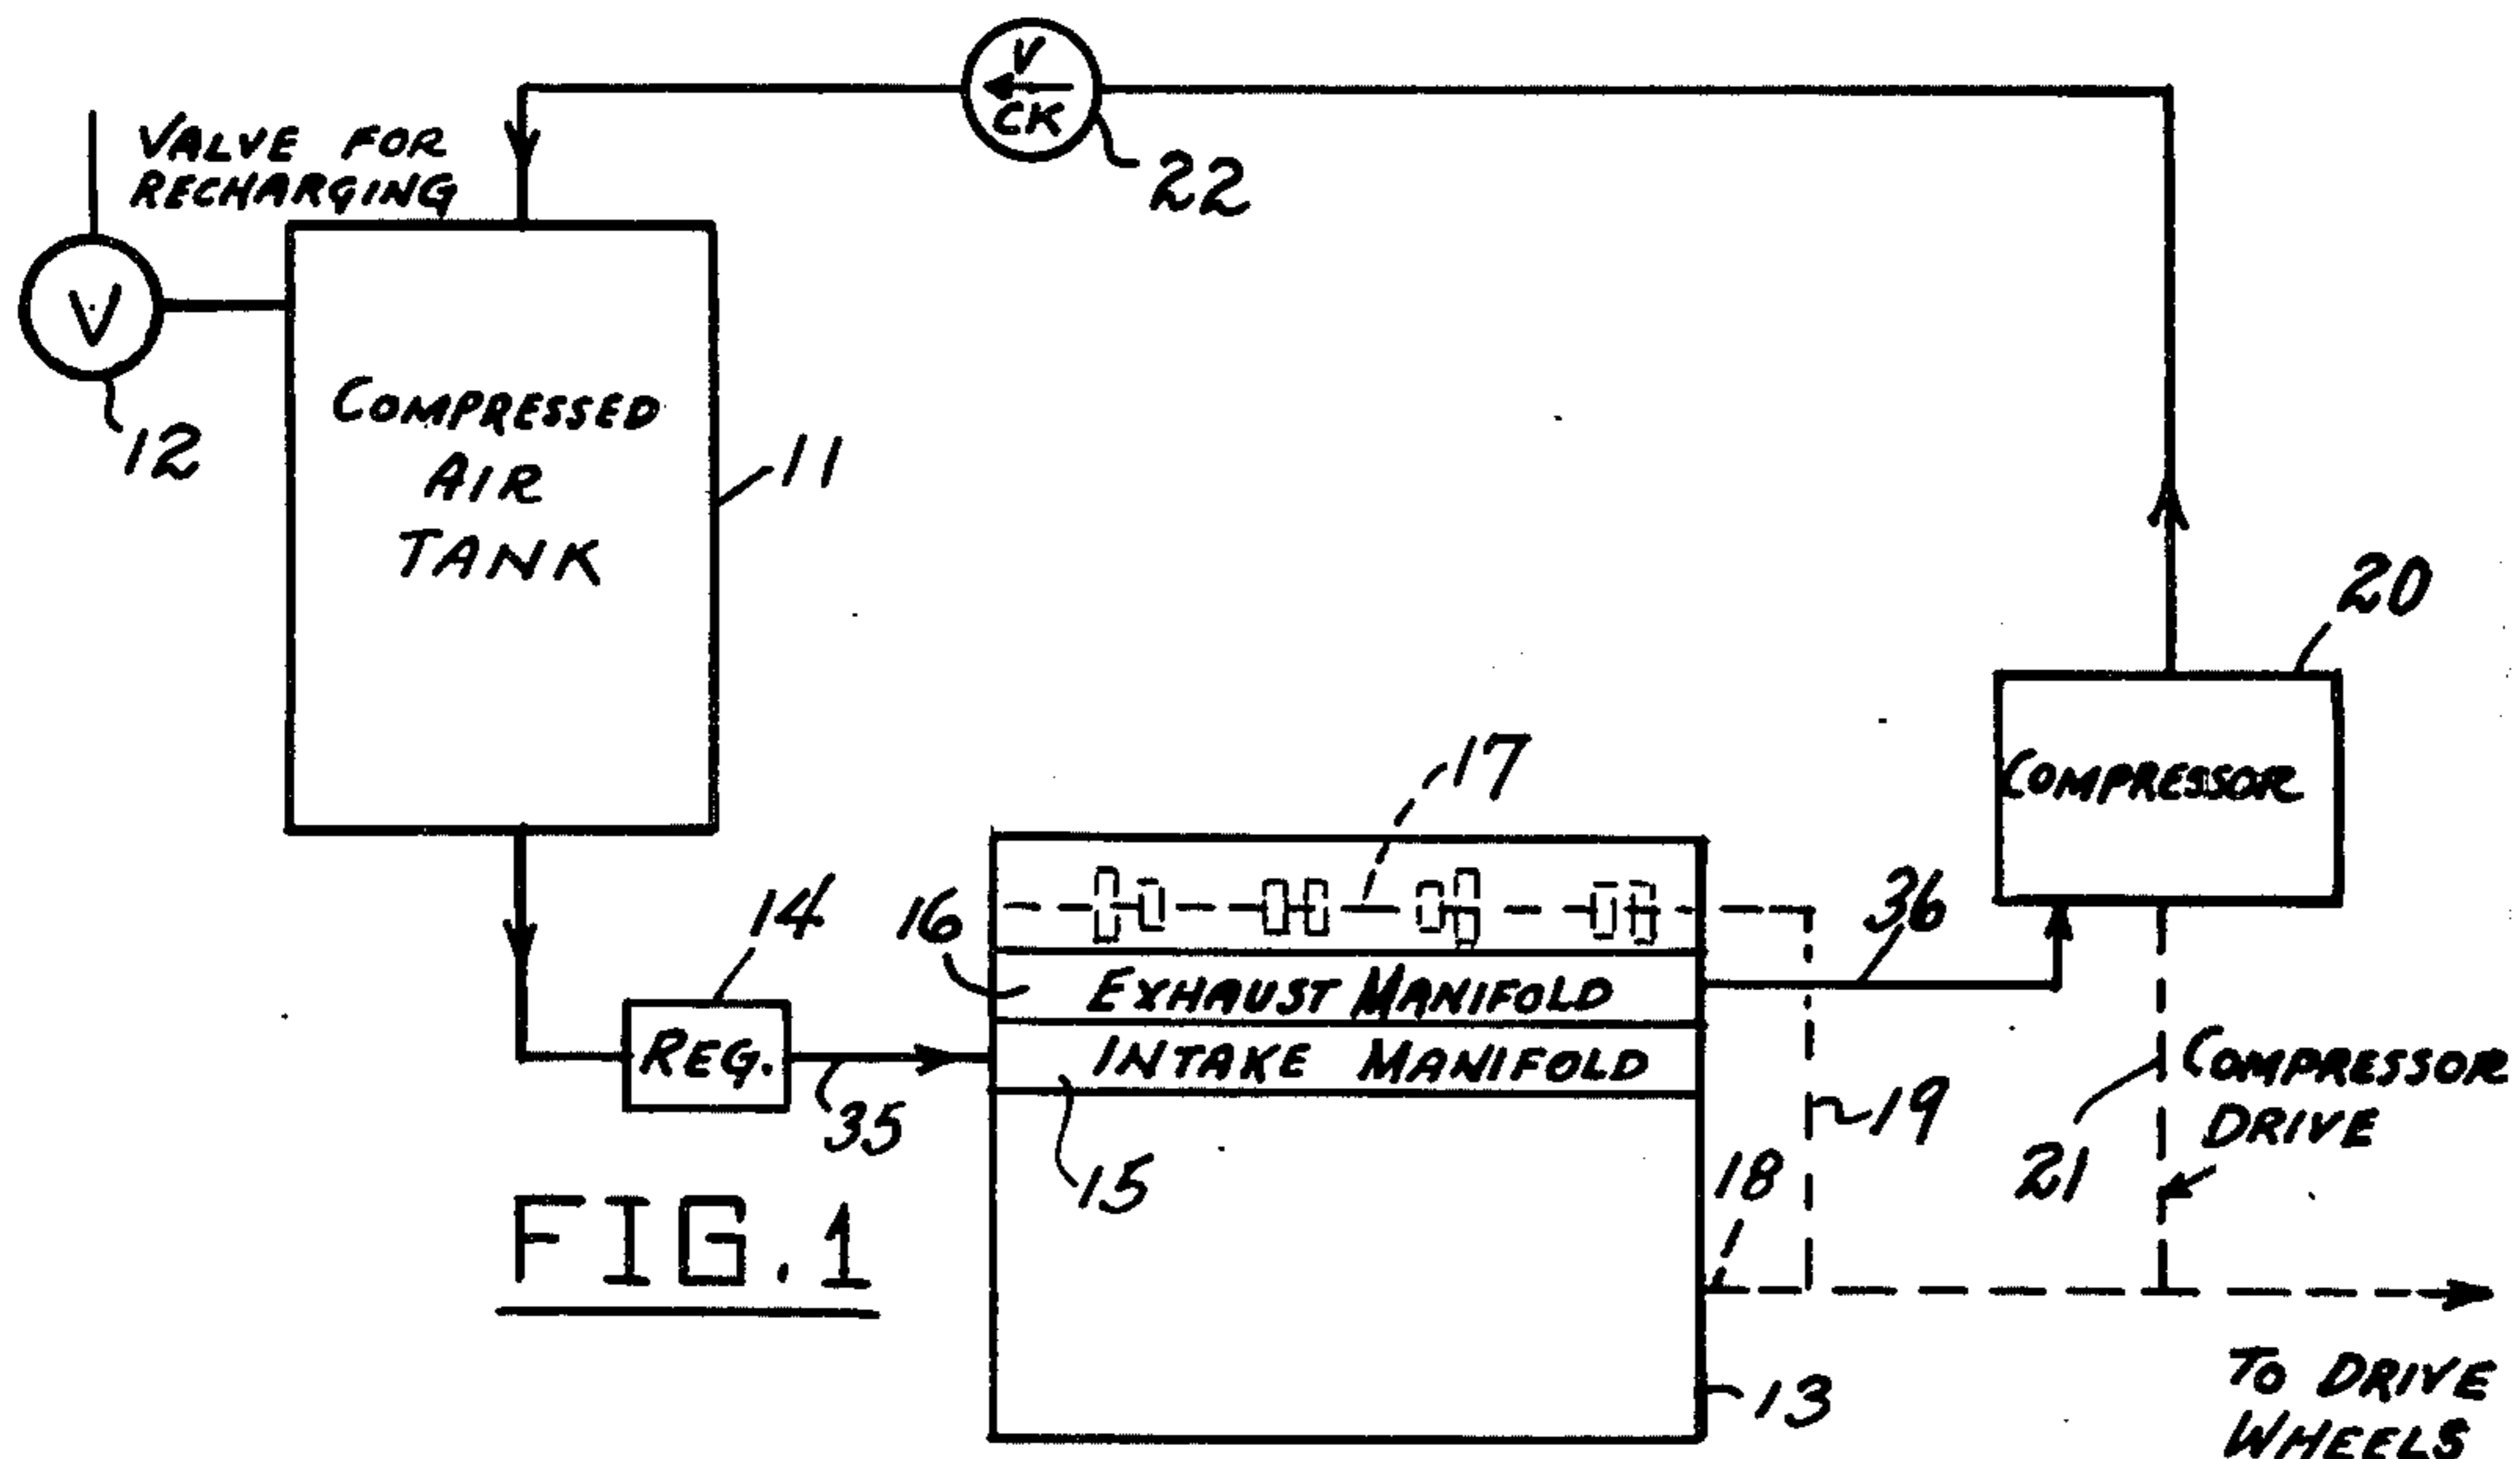 V
CK
22
VALVE FOR
RECHARGING
V
12
COMPRESSED
AIR
TANK
11
20
COMPRESSOR
17
14
16
36
EXHAUST MANIFOLD
REG.
INTAKE MANIFOLD
35
15
19
COMPRESSOR
DRIVE
21
18
FIG.1
13
TO DRIVE
WHEELS